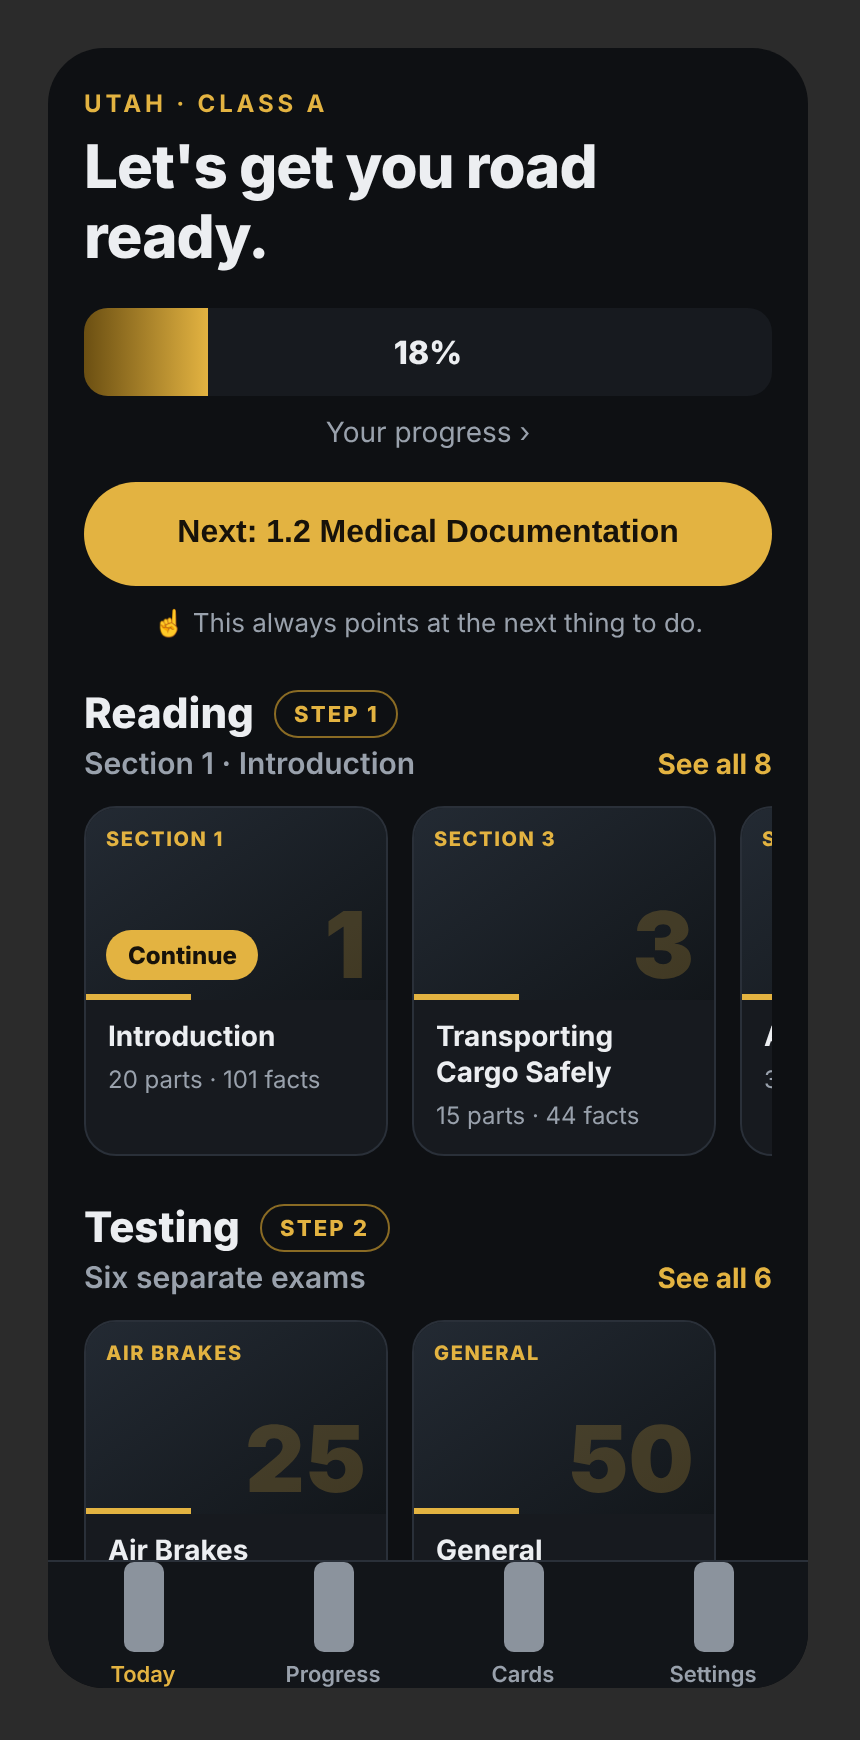 UTAH · CLASS A
Let's get you road
ready.
18%
Your progress ›
Next: 1.2 Medical Documentation
☝ This always points at the next thing to do.
Reading STEP 1
Section 1 · Introduction See all 8
SECTION 1
1
Continue
Introduction
20 parts · 101 facts
SECTION 3
3
Transporting
Cargo Safely
15 parts · 44 facts
Testing STEP 2
Six separate exams See all 6
AIR BRAKES
25
Air Brakes
GENERAL
50
General
Today Progress Cards Settings